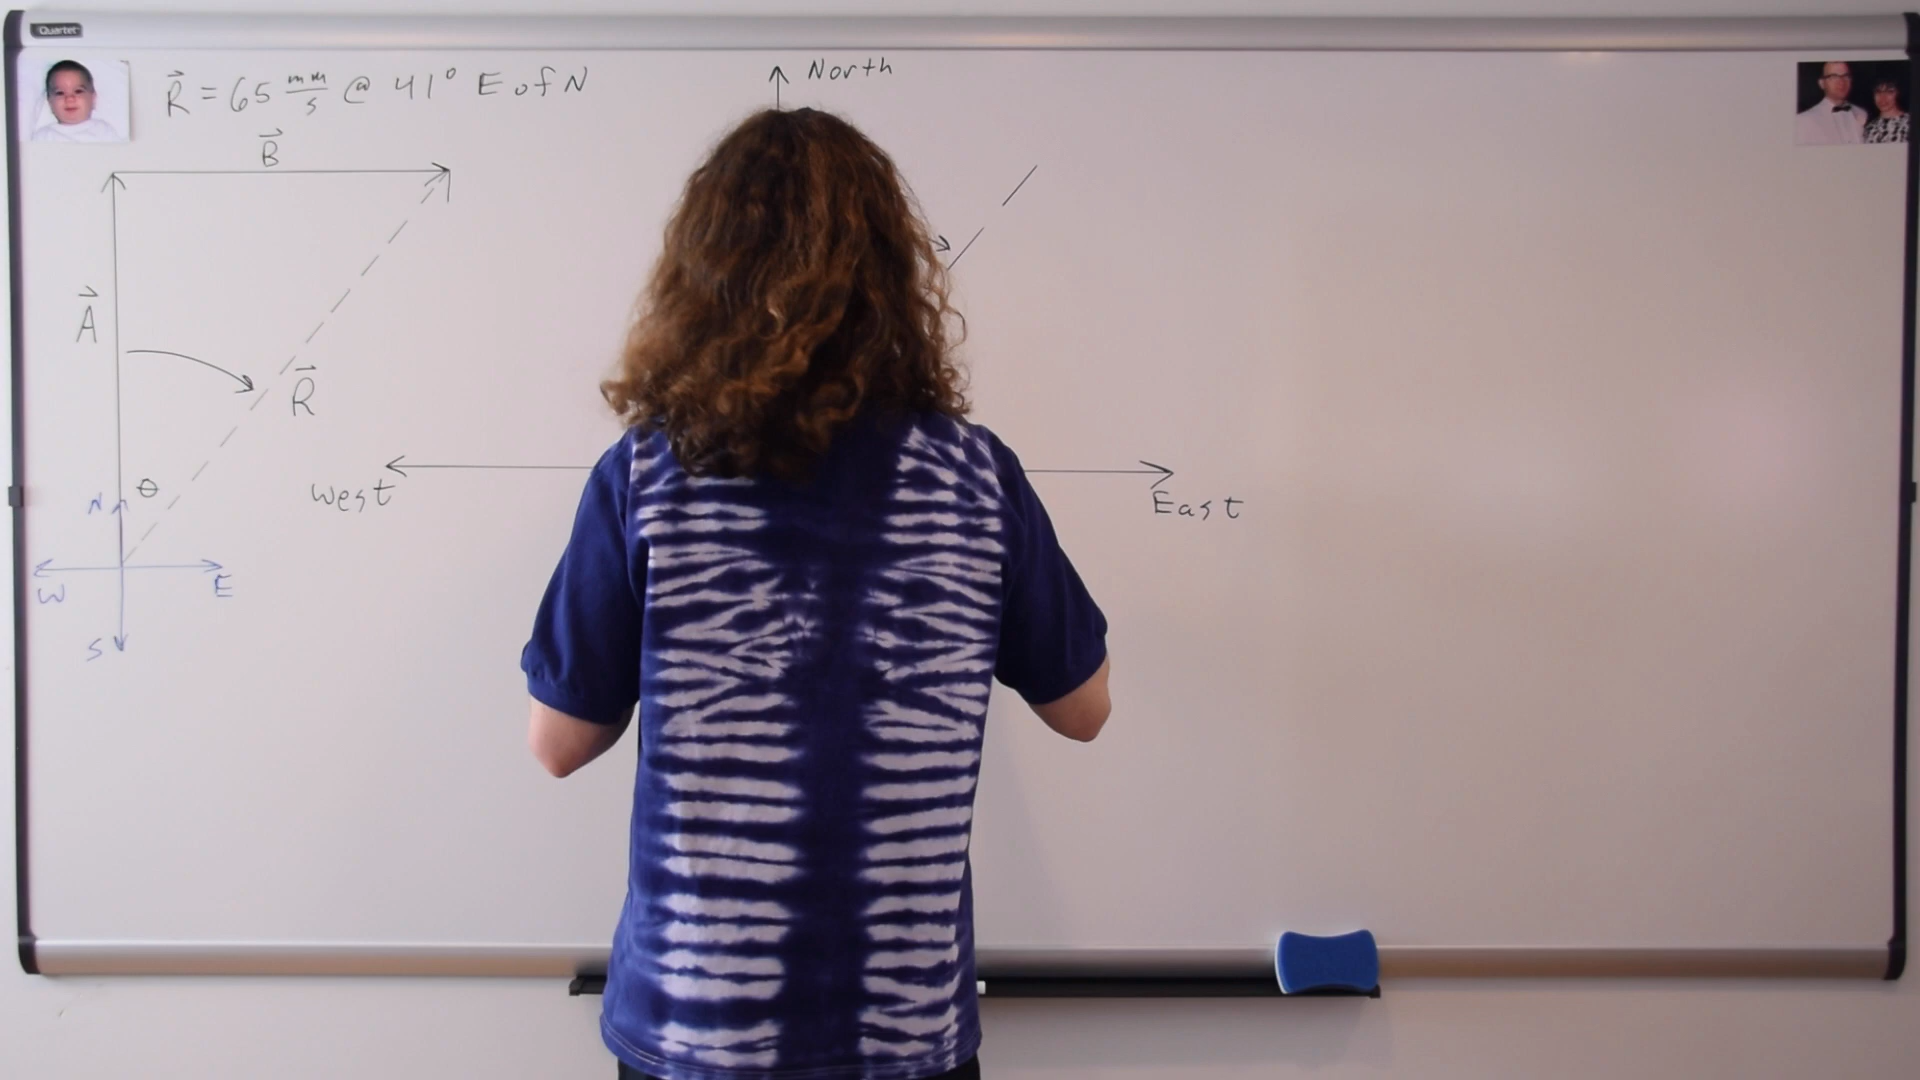 Quartet
R⃗ = 65 mm/s @ 41° E of N
North
B⃗
A⃗
R⃗
θ
N
West
East
W
E
S